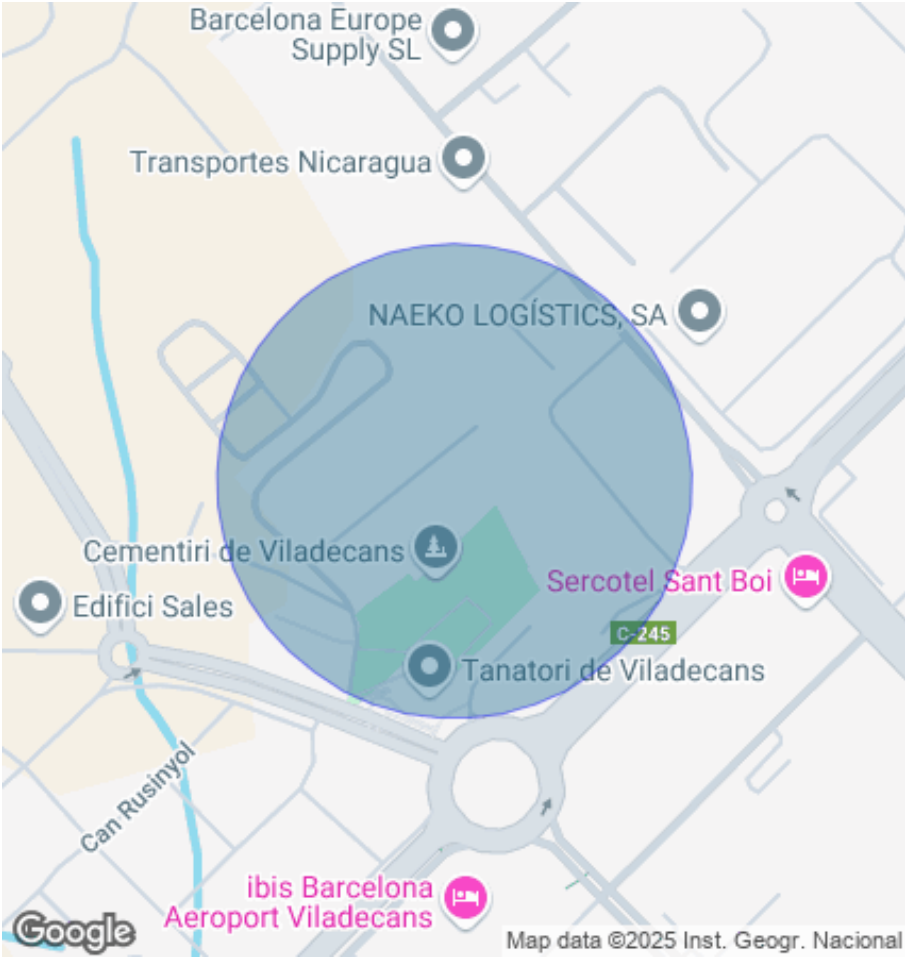 Barcelona Europe
Supply SL
Transportes Nicaragua
NAEKO LOGÍSTICS, SA
Cementiri de Viladecans
Sercotel Sant Boi
Edifici Sales
C-245
Tanatori de Viladecans
Can Rusinyol
ibis Barcelona
Aeroport Viladecans
Google
Map data ©2025 Inst. Geogr. Nacional